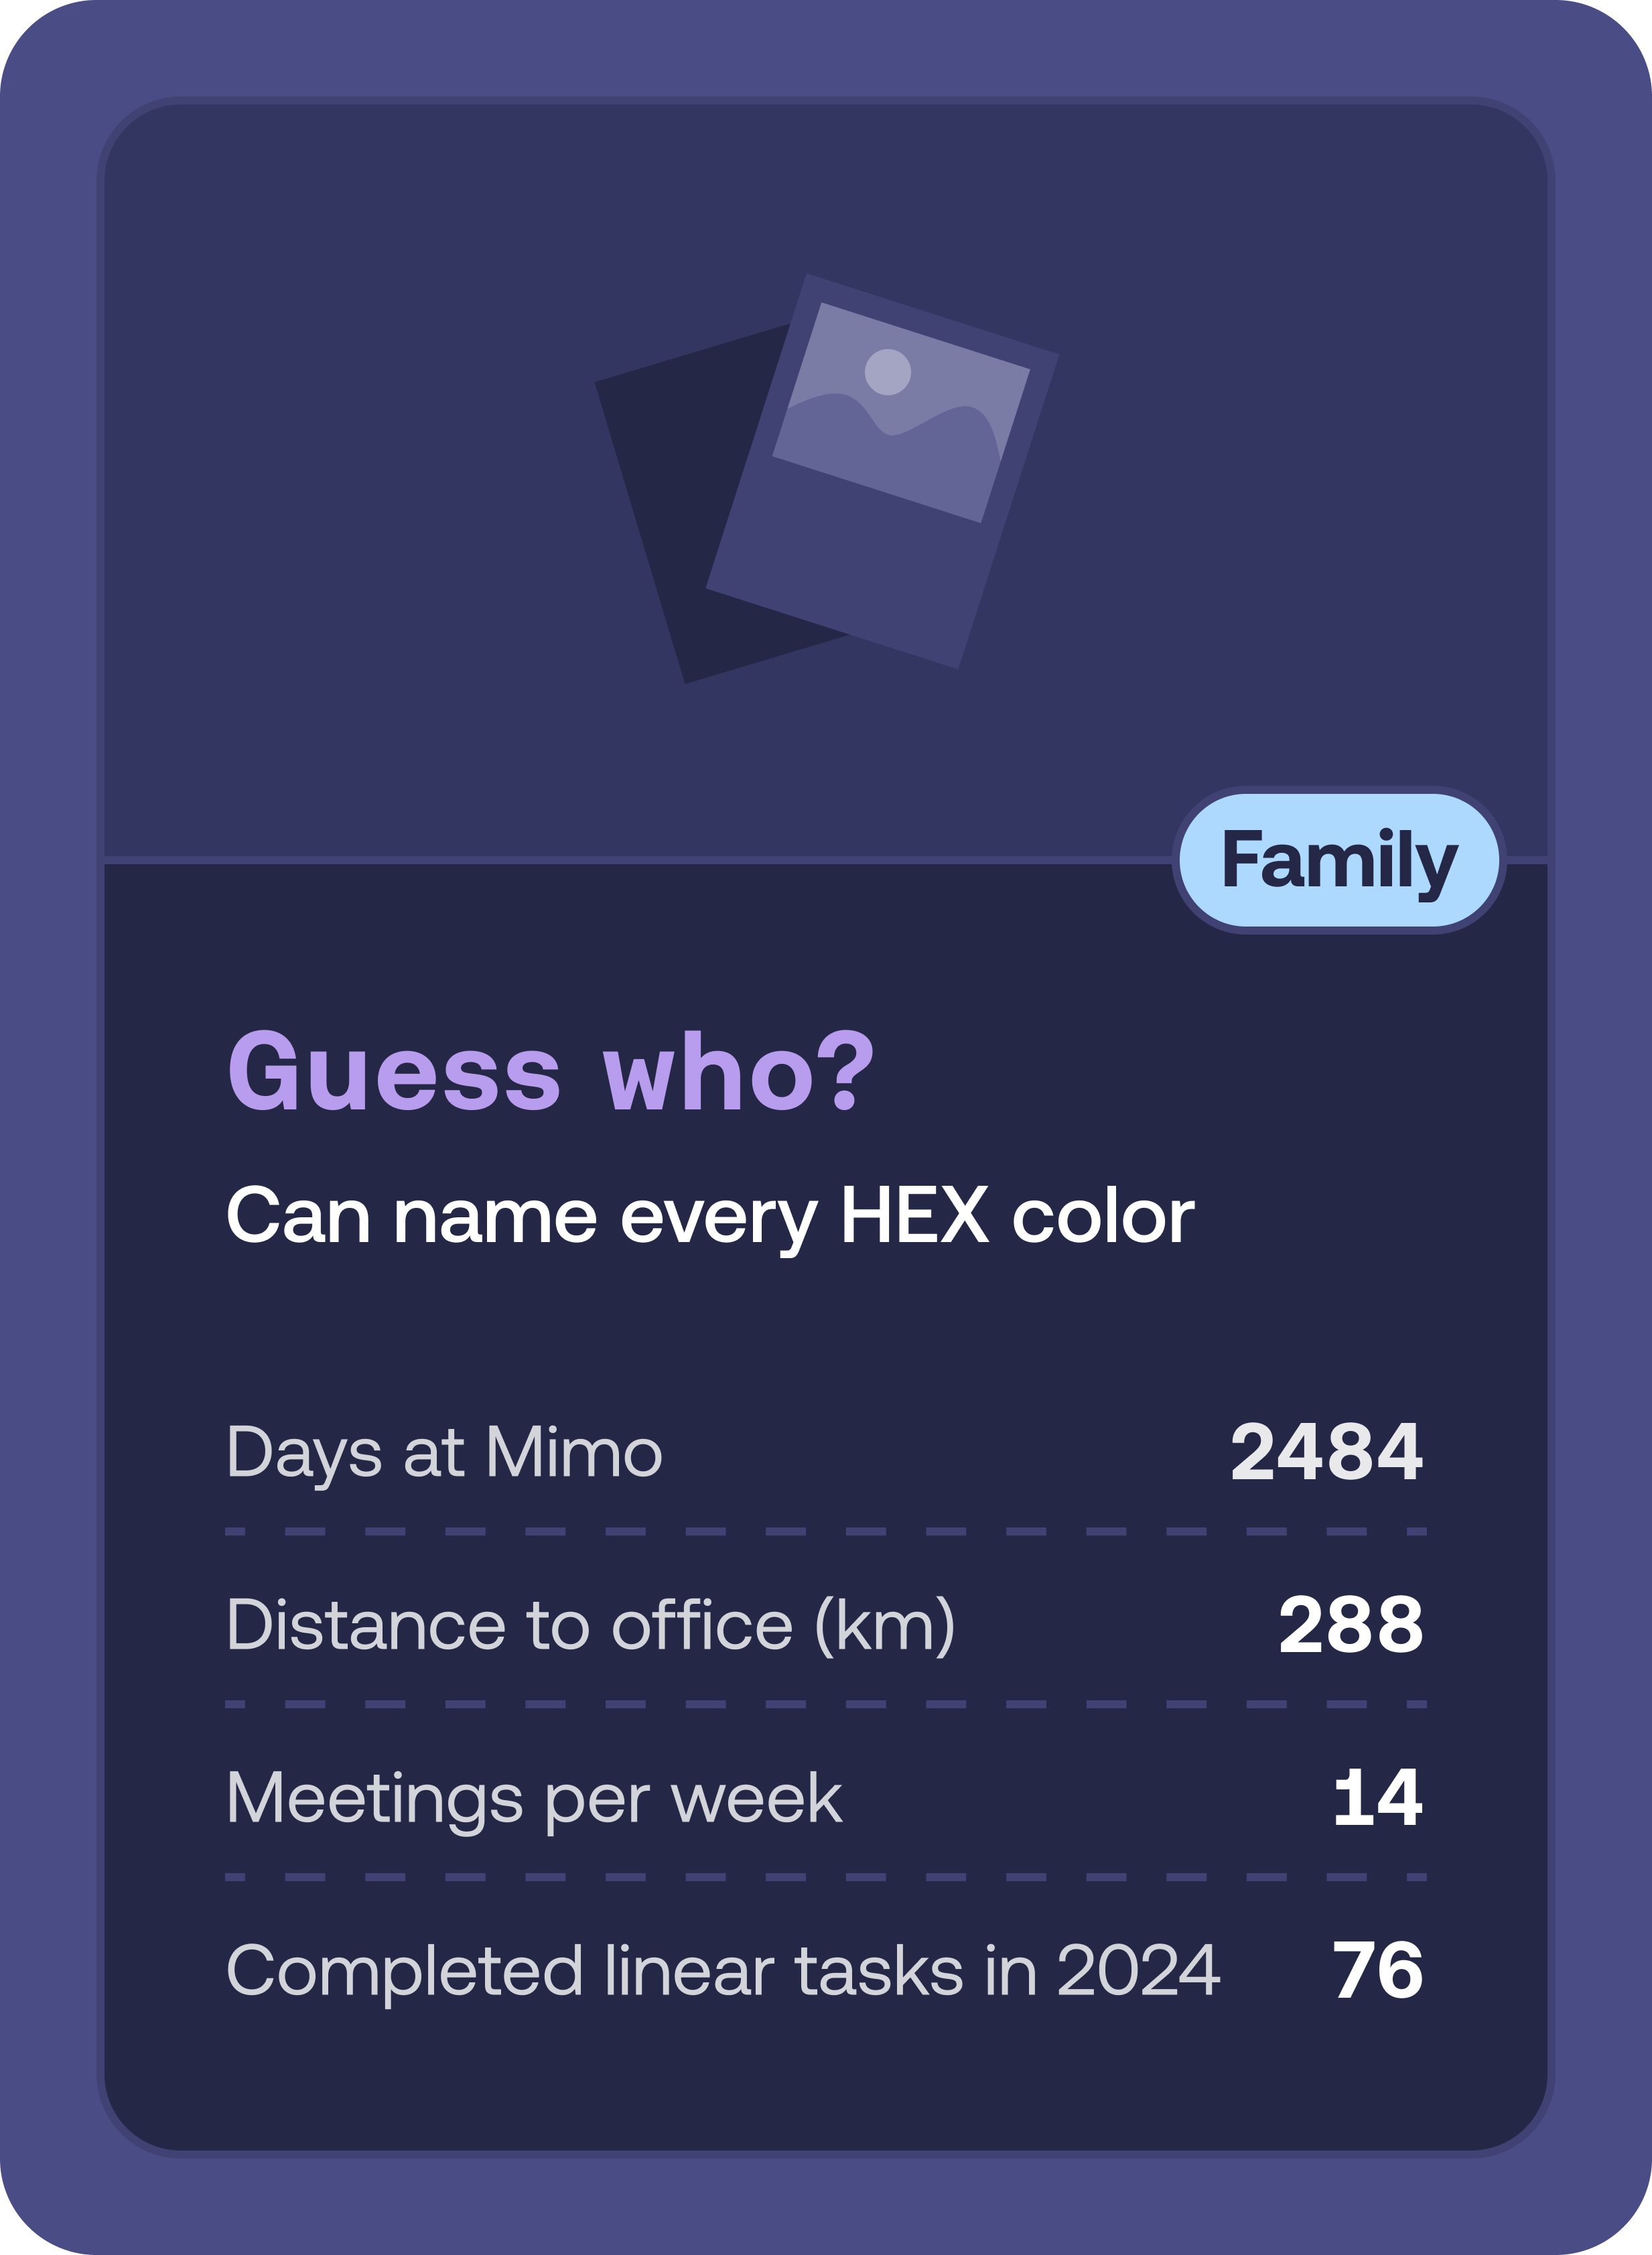 Family
Guess who?
Can name every HEX color
Days at Mimo 2484
Distance to office (km) 288
Meetings per week 14
Completed linear tasks in 2024 76